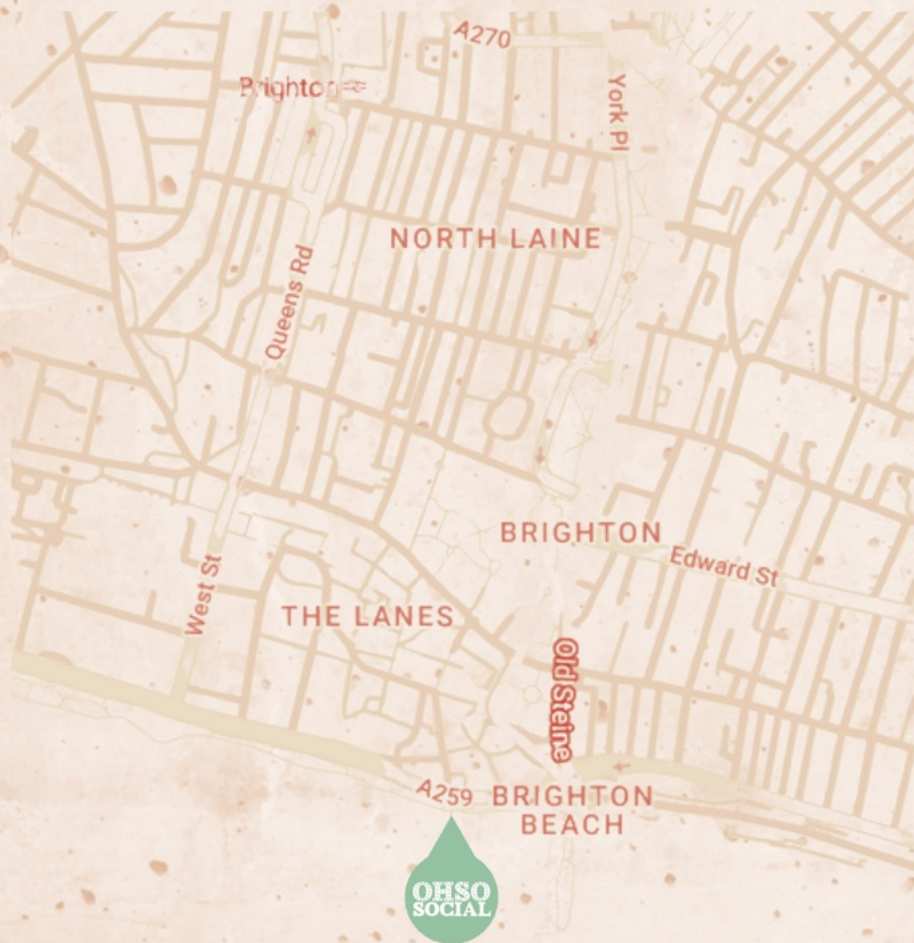 A270
Brighton
York Pl
NORTH LAINE
Queens Rd
BRIGHTON
Edward St
West St
THE LANES
Old Steine
A259
BRIGHTON
BEACH
OHSO
SOCIAL